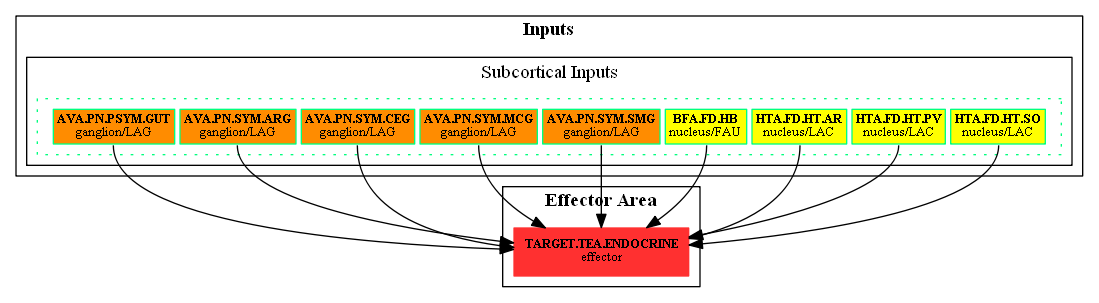 Inputs
Subcortical Inputs
AVA.PN.PSYM.GUT
ganglion/LAG
AVA.PN.SYM.ARG
ganglion/LAG
AVA.PN.SYM.CEG
ganglion/LAG
AVA.PN.SYM.MCG
ganglion/LAG
AVA.PN.SYM.SMG
ganglion/LAG
BFA.FD.HB
nucleus/FAU
HTA.FD.HT.AR
nucleus/LAC
HTA.FD.HT.PV
nucleus/LAC
HTA.FD.HT.SO
nucleus/LAC
Effector Area
TARGET.TEA.ENDOCRINE
effector